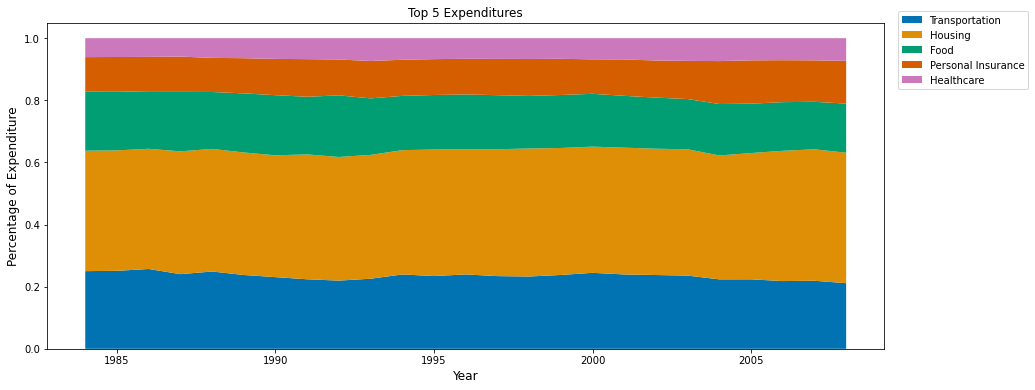 Top 5 Expenditures
Transportation
Housing
Food
Personal Insurance
Healthcare
Percentage of Expenditure
1.0
0.8
0.6
0.4
0.2
0.0
1985 1990 1995 2000 2005
Year